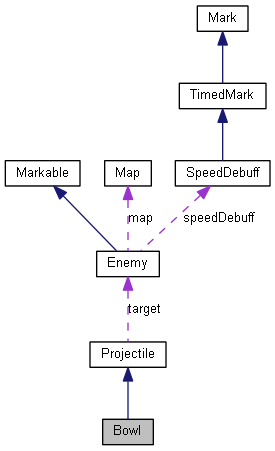 Mark
TimedMark
Markable
Map
SpeedDebuff
map
speedDebuff
Enemy
target
Projectile
Bowl